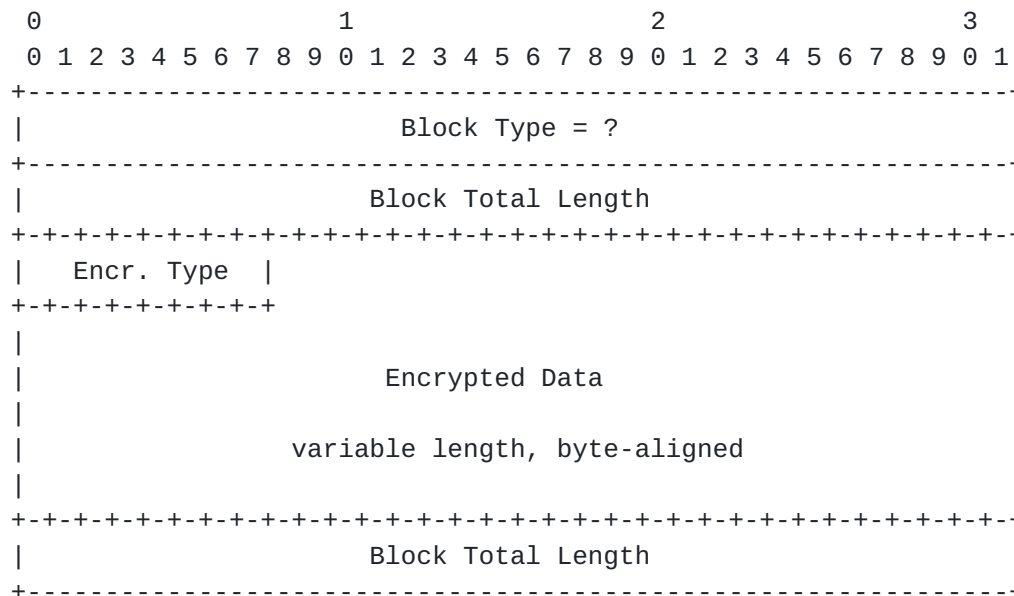 0                   1                   2                   3
0 1 2 3 4 5 6 7 8 9 0 1 2 3 4 5 6 7 8 9 0 1 2 3 4 5 6 7 8 9 0 1
+---------------------------------------------------------------+
|                        Block Type = ?
+---------------------------------------------------------------+
|                      Block Total Length
+-+-+-+-+-+-+-+-+-+-+-+-+-+-+-+-+-+-+-+-+-+-+-+-+-+-+-+-+-+-+-+-+
|   Encr. Type  |
+-+-+-+-+-+-+-+-+
|
|                       Encrypted Data
|
|                 variable length, byte-aligned
|
+-+-+-+-+-+-+-+-+-+-+-+-+-+-+-+-+-+-+-+-+-+-+-+-+-+-+-+-+-+-+-+-+
|                      Block Total Length
+---------------------------------------------------------------+